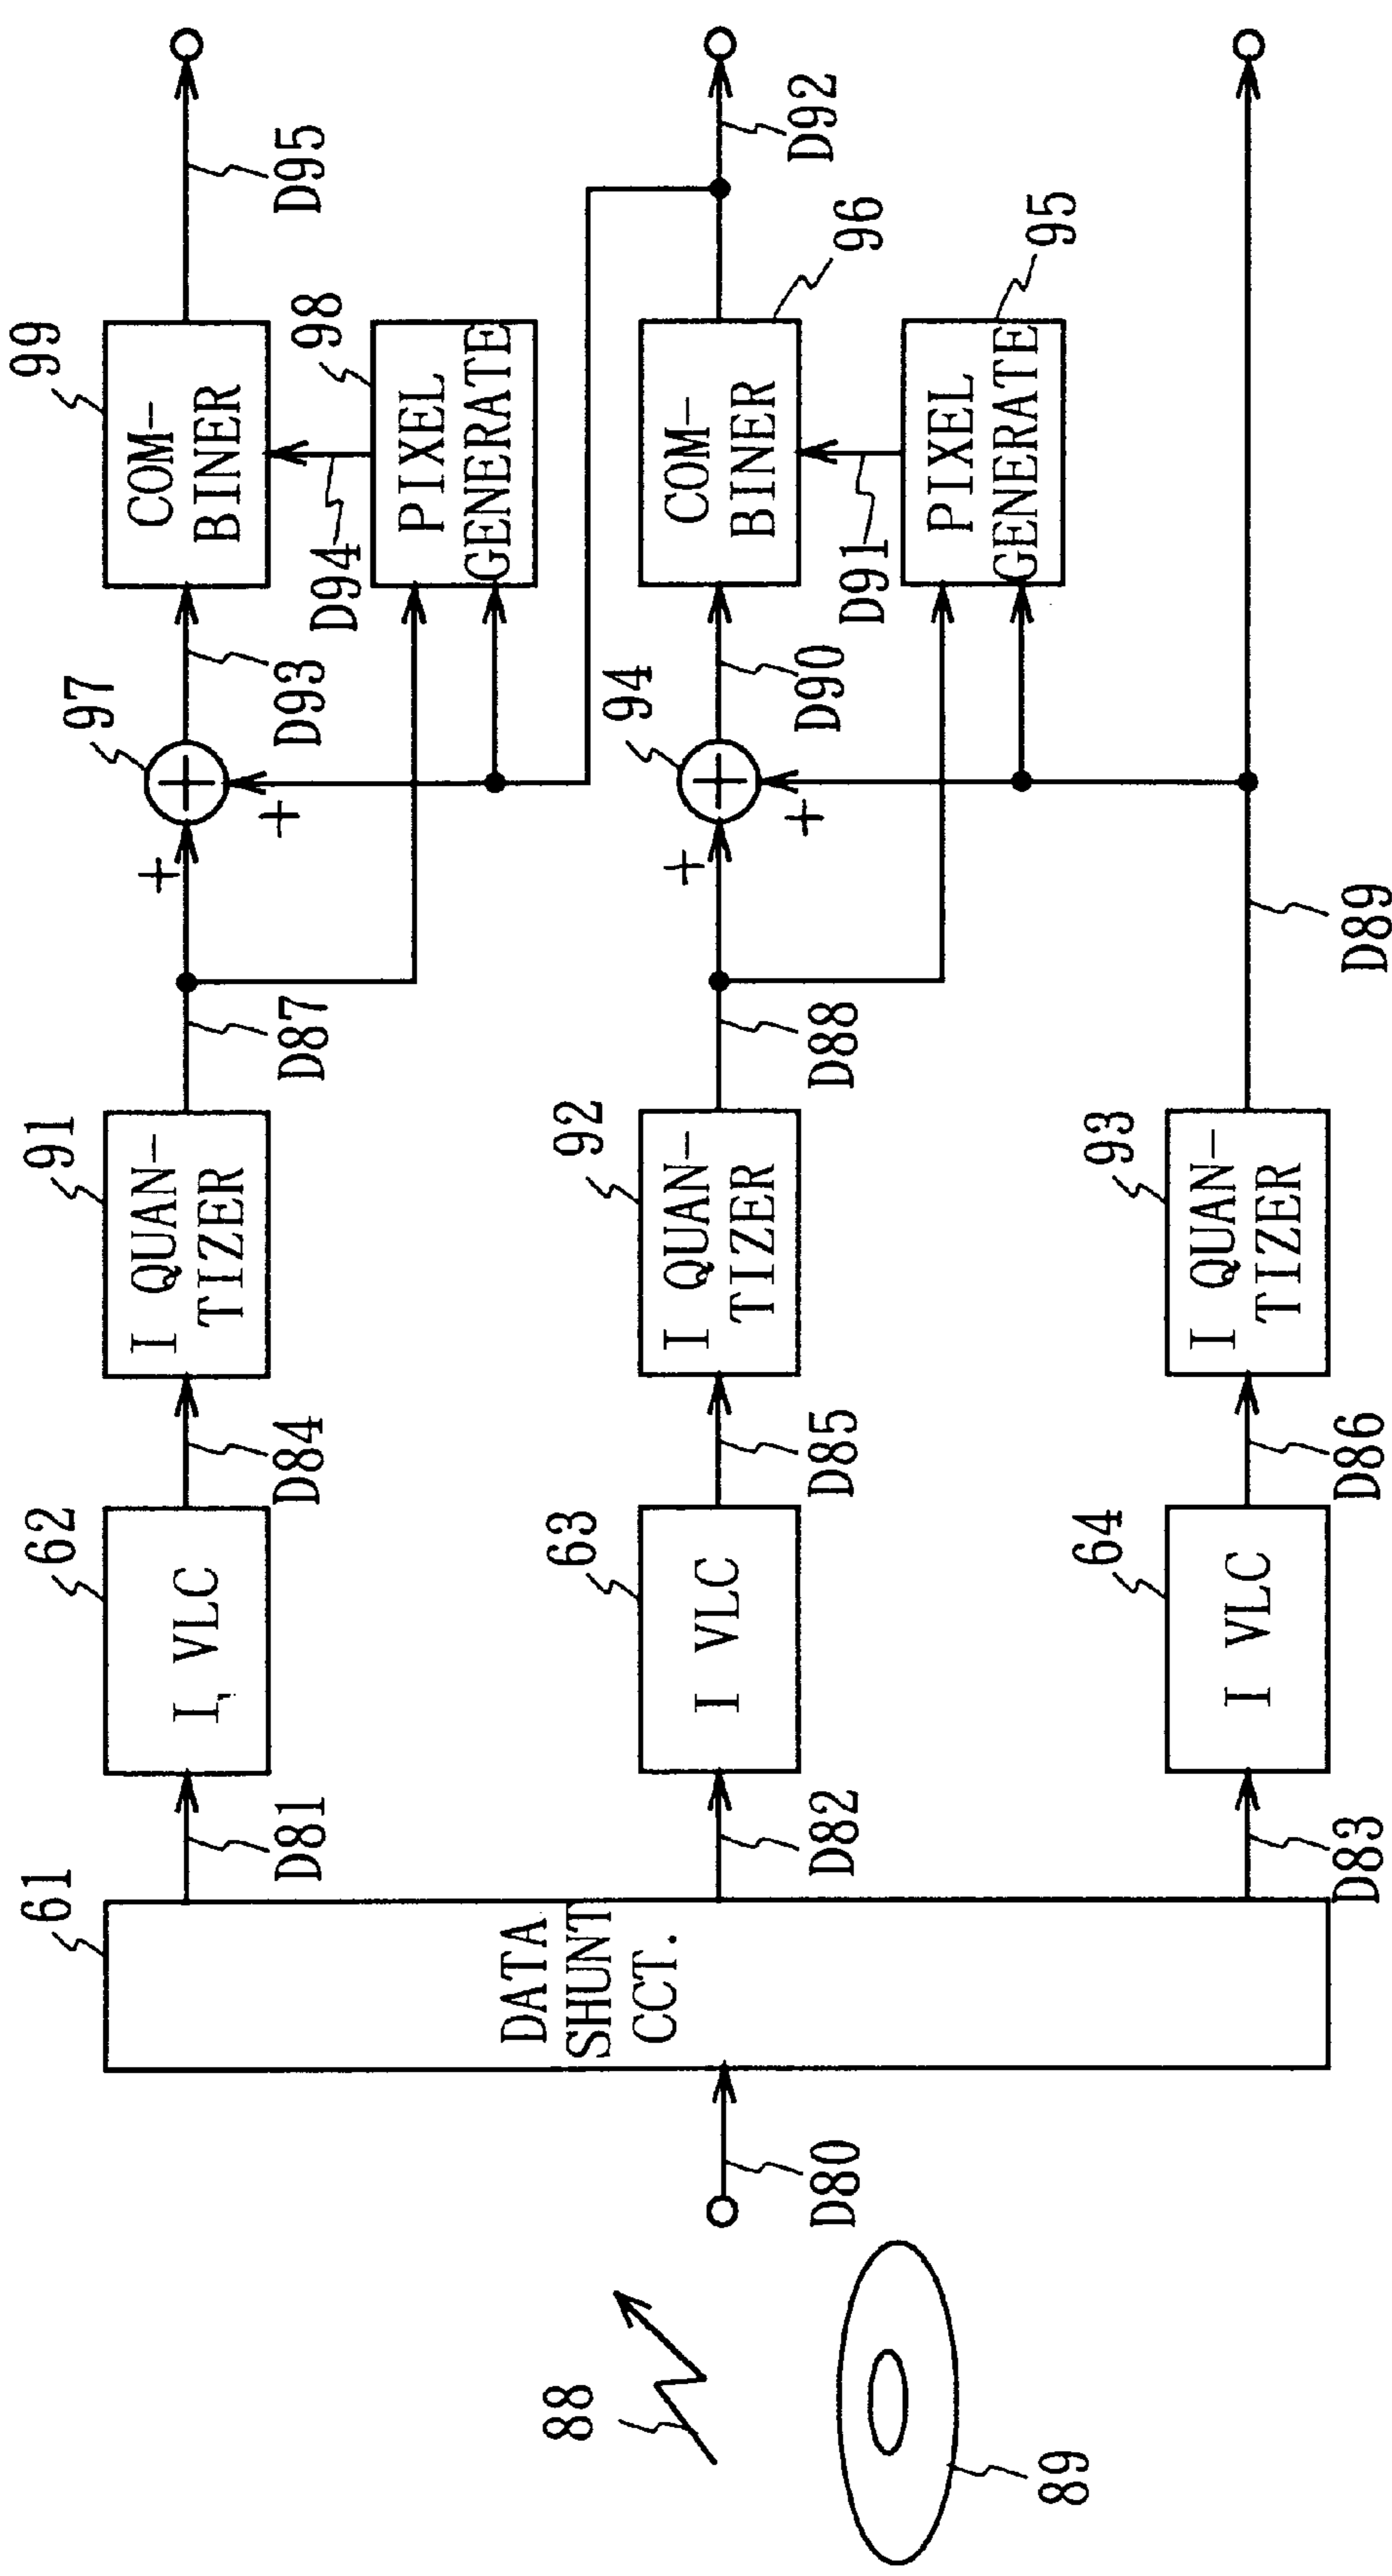 88
89
D80
61
DATA
SHUNT
CCT.
D81
62
I VLC
D84
91
I QUAN-
TIZER
D87
97
+
+
D93
99
COM-
BINER
D94
98
PIXEL
GENERATE
D95
D82
63
I VLC
D85
92
I QUAN-
TIZER
D88
94
+
+
D90
96
COM-
BINER
D91
95
PIXEL
GENERATE
D92
D83
64
I VLC
D86
93
I QUAN-
TIZER
D89